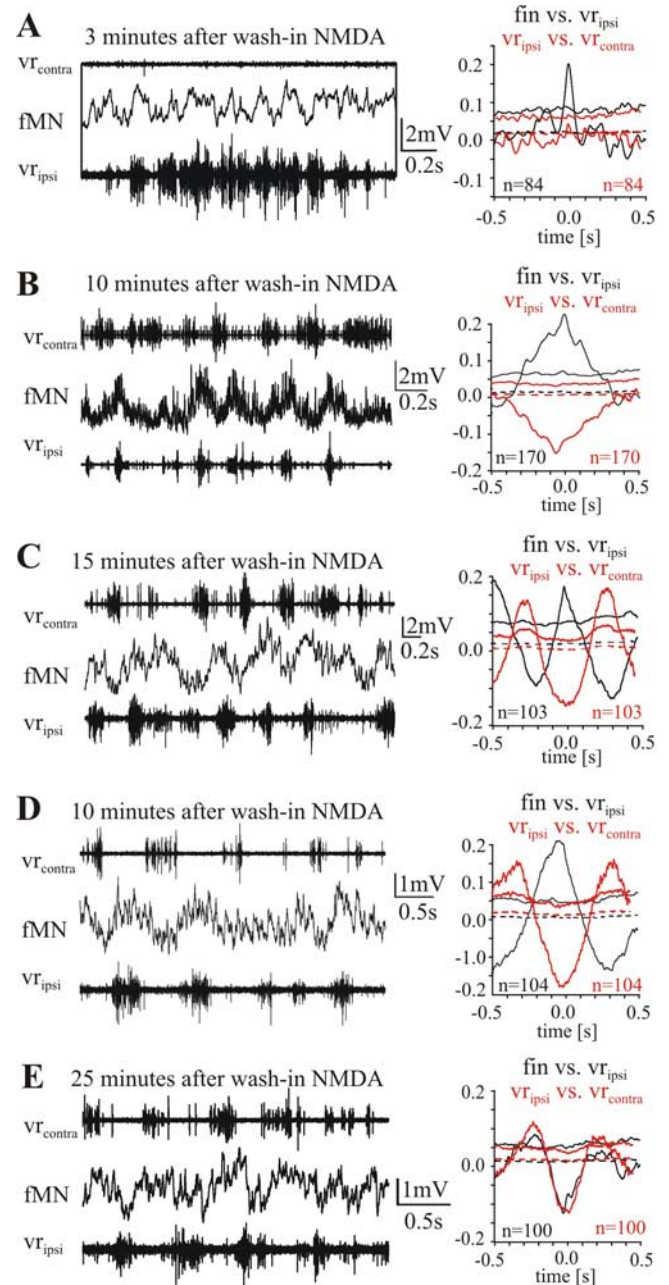 A
3 minutes after wash-in NMDA
vrcontra
fMN
vripsi
2mV
0.2s
fin vs. vripsi
vripsi vs. vrcontra
0.2
0.1
0.0
-0.1
n=84 n=84
-0.5 0.0 0.5
time [s]
B
10 minutes after wash-in NMDA
vrcontra
fMN
vripsi
2mV
0.2s
fin vs. vripsi
vripsi vs. vrcontra
0.2
0.1
0.0
-0.1
-0.2
n=170 n=170
-0.5 0.0 0.5
time [s]
C
15 minutes after wash-in NMDA
vrcontra
fMN
vripsi
2mV
0.2s
fin vs. vripsi
vripsi vs. vrcontra
0.2
0.1
0.0
-0.2
n=103 n=103
-0.5 0.0 0.5
time [s]
D
10 minutes after wash-in NMDA
vrcontra
fMN
vripsi
1mV
0.5s
fin vs. vripsi
vripsi vs. vrcontra
0.2
0.1
0.0
-1.0
-0.2
n=104 n=104
-0.5 0.0 0.5
time [s]
E
25 minutes after wash-in NMDA
vrcontra
fMN
vripsi
1mV
0.5s
fin vs. vripsi
vripsi vs. vrcontra
0.2
0.1
0.0
-0.2
n=100 n=100
-0.5 0.0 0.5
time [s]